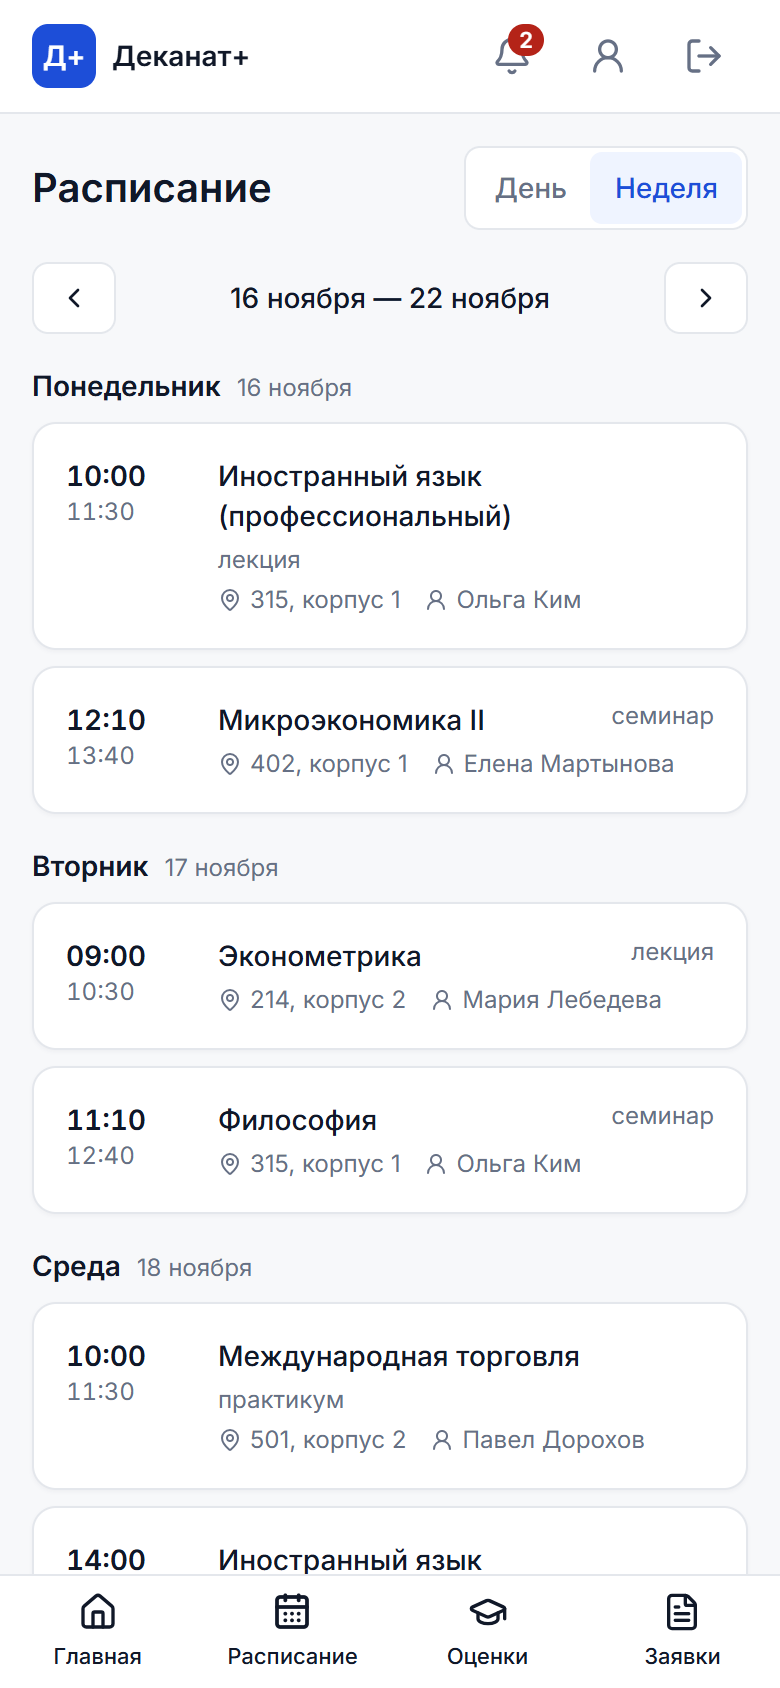 Д+ Деканат+ 2
Расписание День Неделя
16 ноября — 22 ноября
Понедельник 16 ноября
10:00 Иностранный язык
11:30 (профессиональный)
лекция
315, корпус 1 Ольга Ким
12:10 Микроэкономика II семинар
13:40 402, корпус 1 Елена Мартынова
Вторник 17 ноября
09:00 Эконометрика лекция
10:30 214, корпус 2 Мария Лебедева
11:10 Философия семинар
12:40 315, корпус 1 Ольга Ким
Среда 18 ноября
10:00 Международная торговля
11:30 практикум
501, корпус 2 Павел Дорохов
14:00 Иностранный язык
Главная Расписание Оценки Заявки